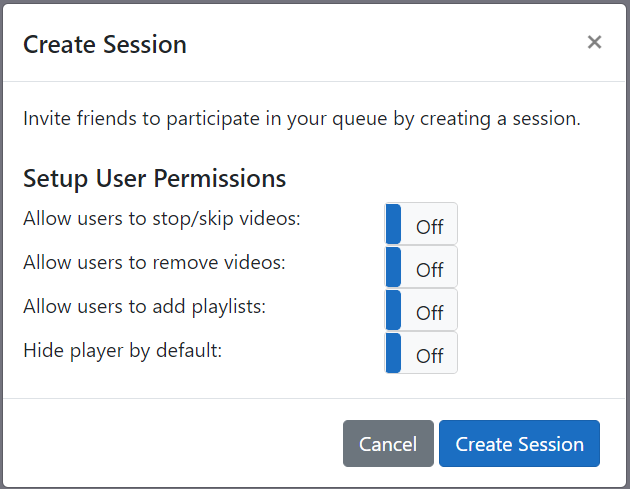 Create Session ×
Invite friends to participate in your queue by creating a session.
Setup User Permissions
Allow users to stop/skip videos: Off
Allow users to remove videos: Off
Allow users to add playlists: Off
Hide player by default: Off
Cancel Create Session